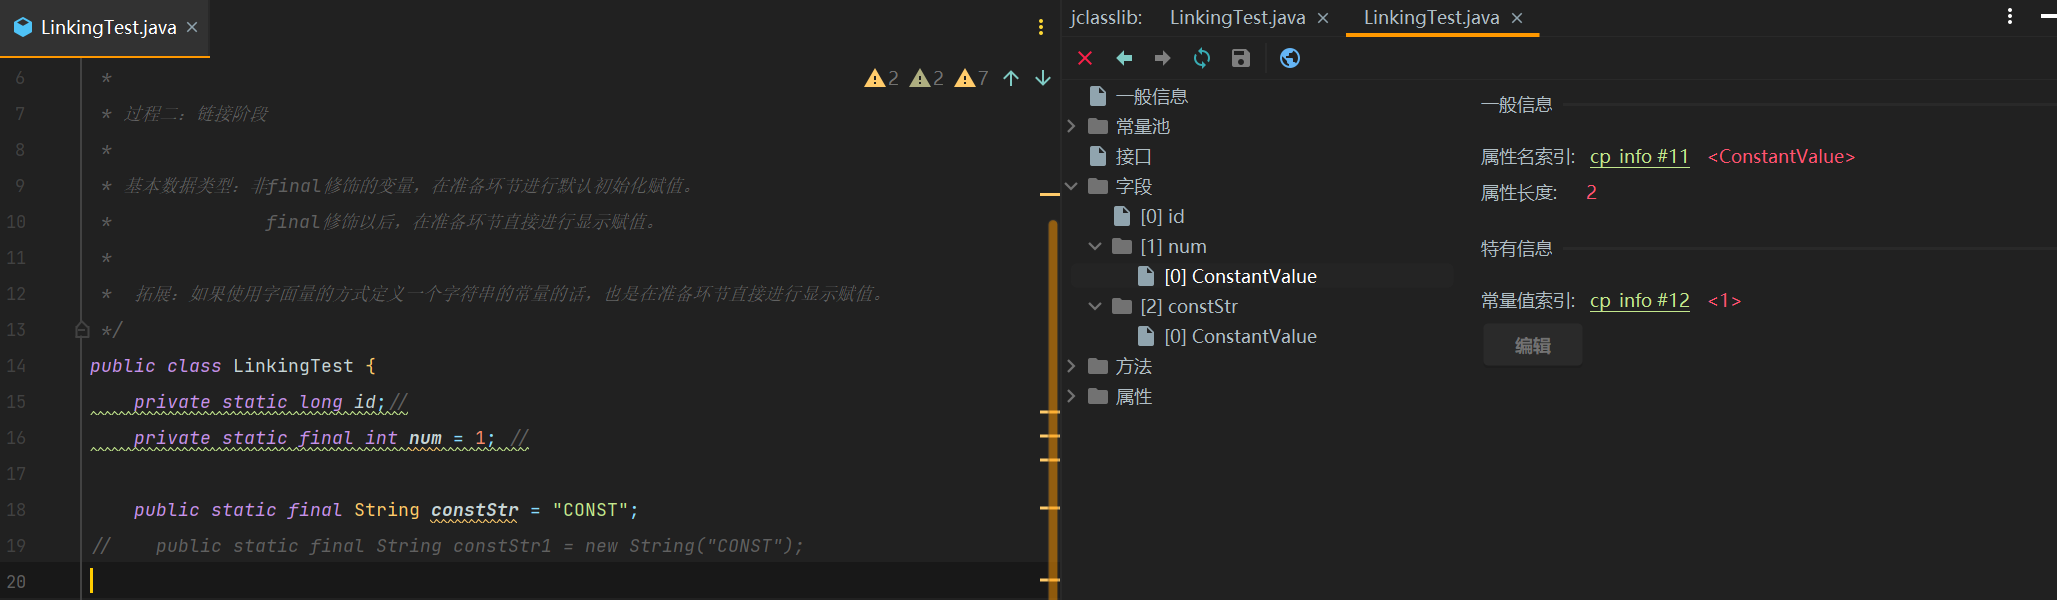 LinkingTest.java
2 2 7
6 *
7 * 过程二：链接阶段
8 *
9 * 基本数据类型：非final修饰的变量，在准备环节进行默认初始化赋值。
10 * final修饰以后，在准备环节直接进行显示赋值。
11 *
12 * 拓展：如果使用字面量的方式定义一个字符串的常量的话，也是在准备环节直接进行显示赋值。
13 */
14 public class LinkingTest {
15 private static long id;//
16 private static final int num = 1; //
17
18 public static final String constStr = "CONST";
19 // public static final String constStr1 = new String("CONST");
20
jclasslib: LinkingTest.java LinkingTest.java
一般信息
常量池
接口
字段
[0] id
[1] num
[0] ConstantValue
[2] constStr
[0] ConstantValue
方法
属性
一般信息
属性名索引: cp_info #11 <ConstantValue>
属性长度: 2
特有信息
常量值索引: cp_info #12 <1>
编辑